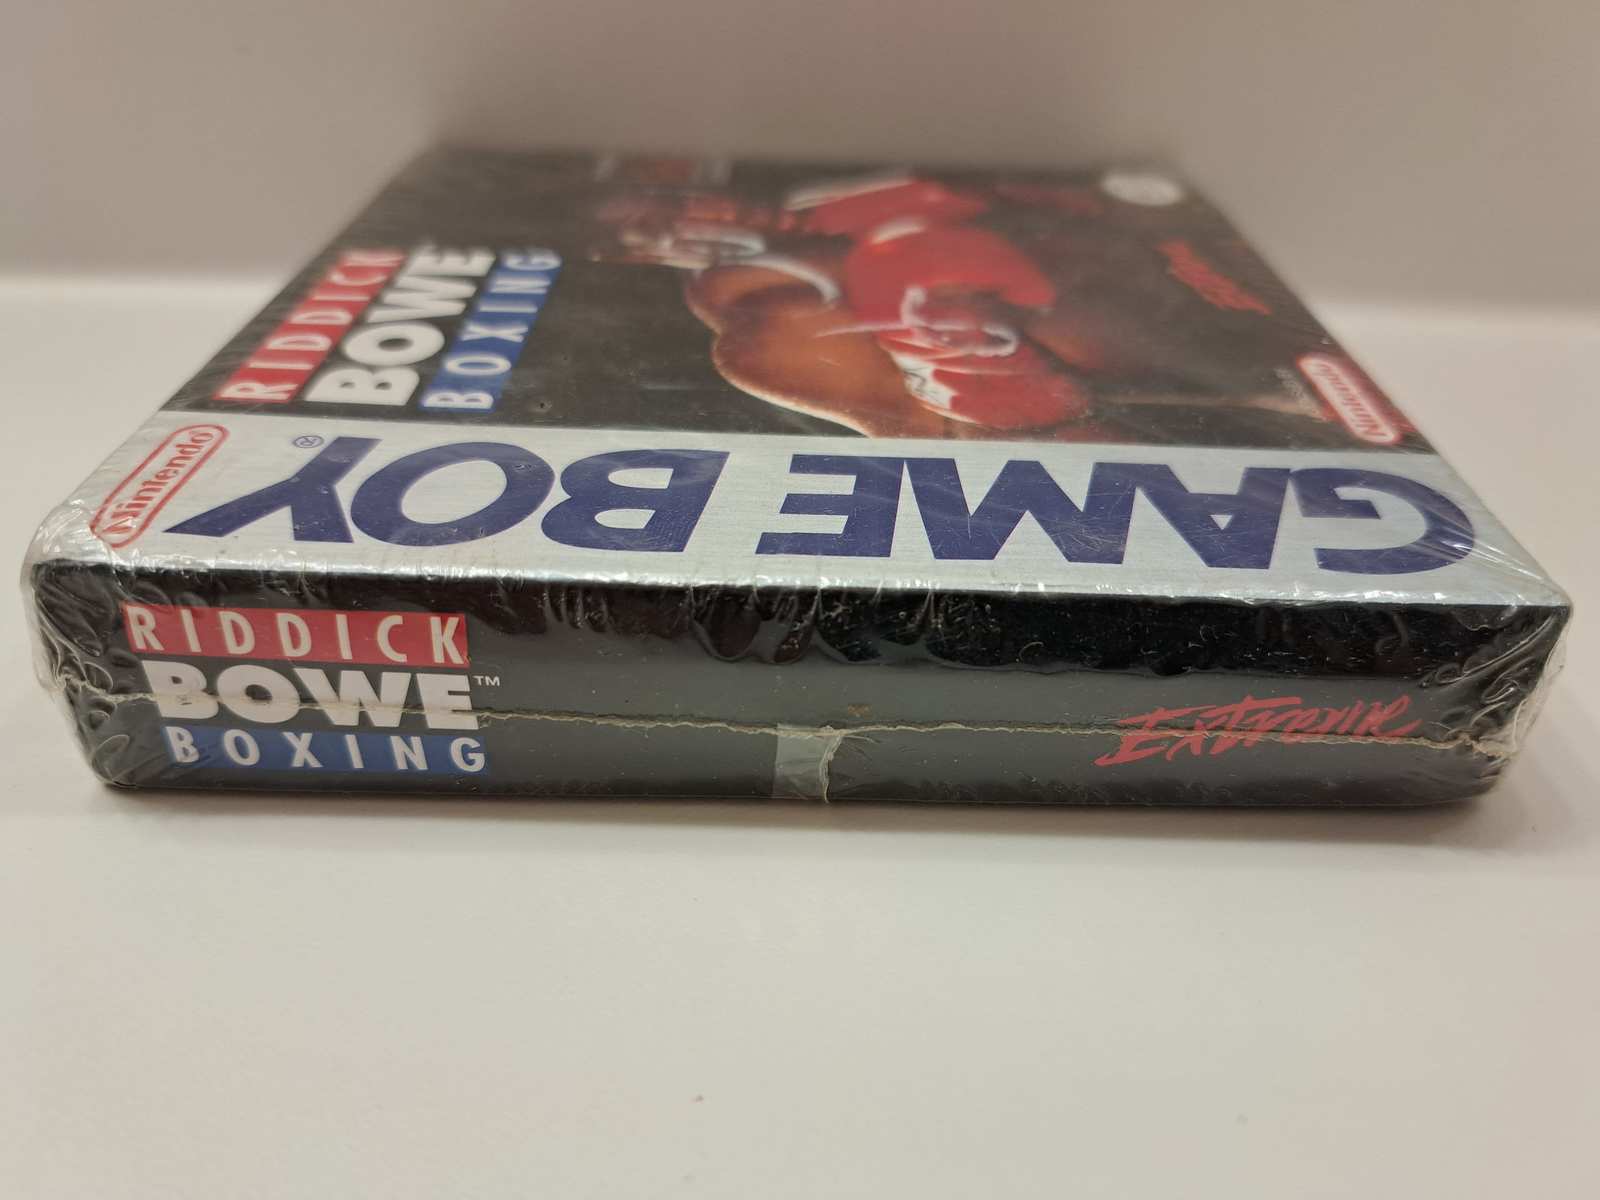 RIDDICK
BOWE
BOXING
Nintendo
Nintendo
GAME BOY®
RIDDICK
BOWE™
BOXING
Extreme